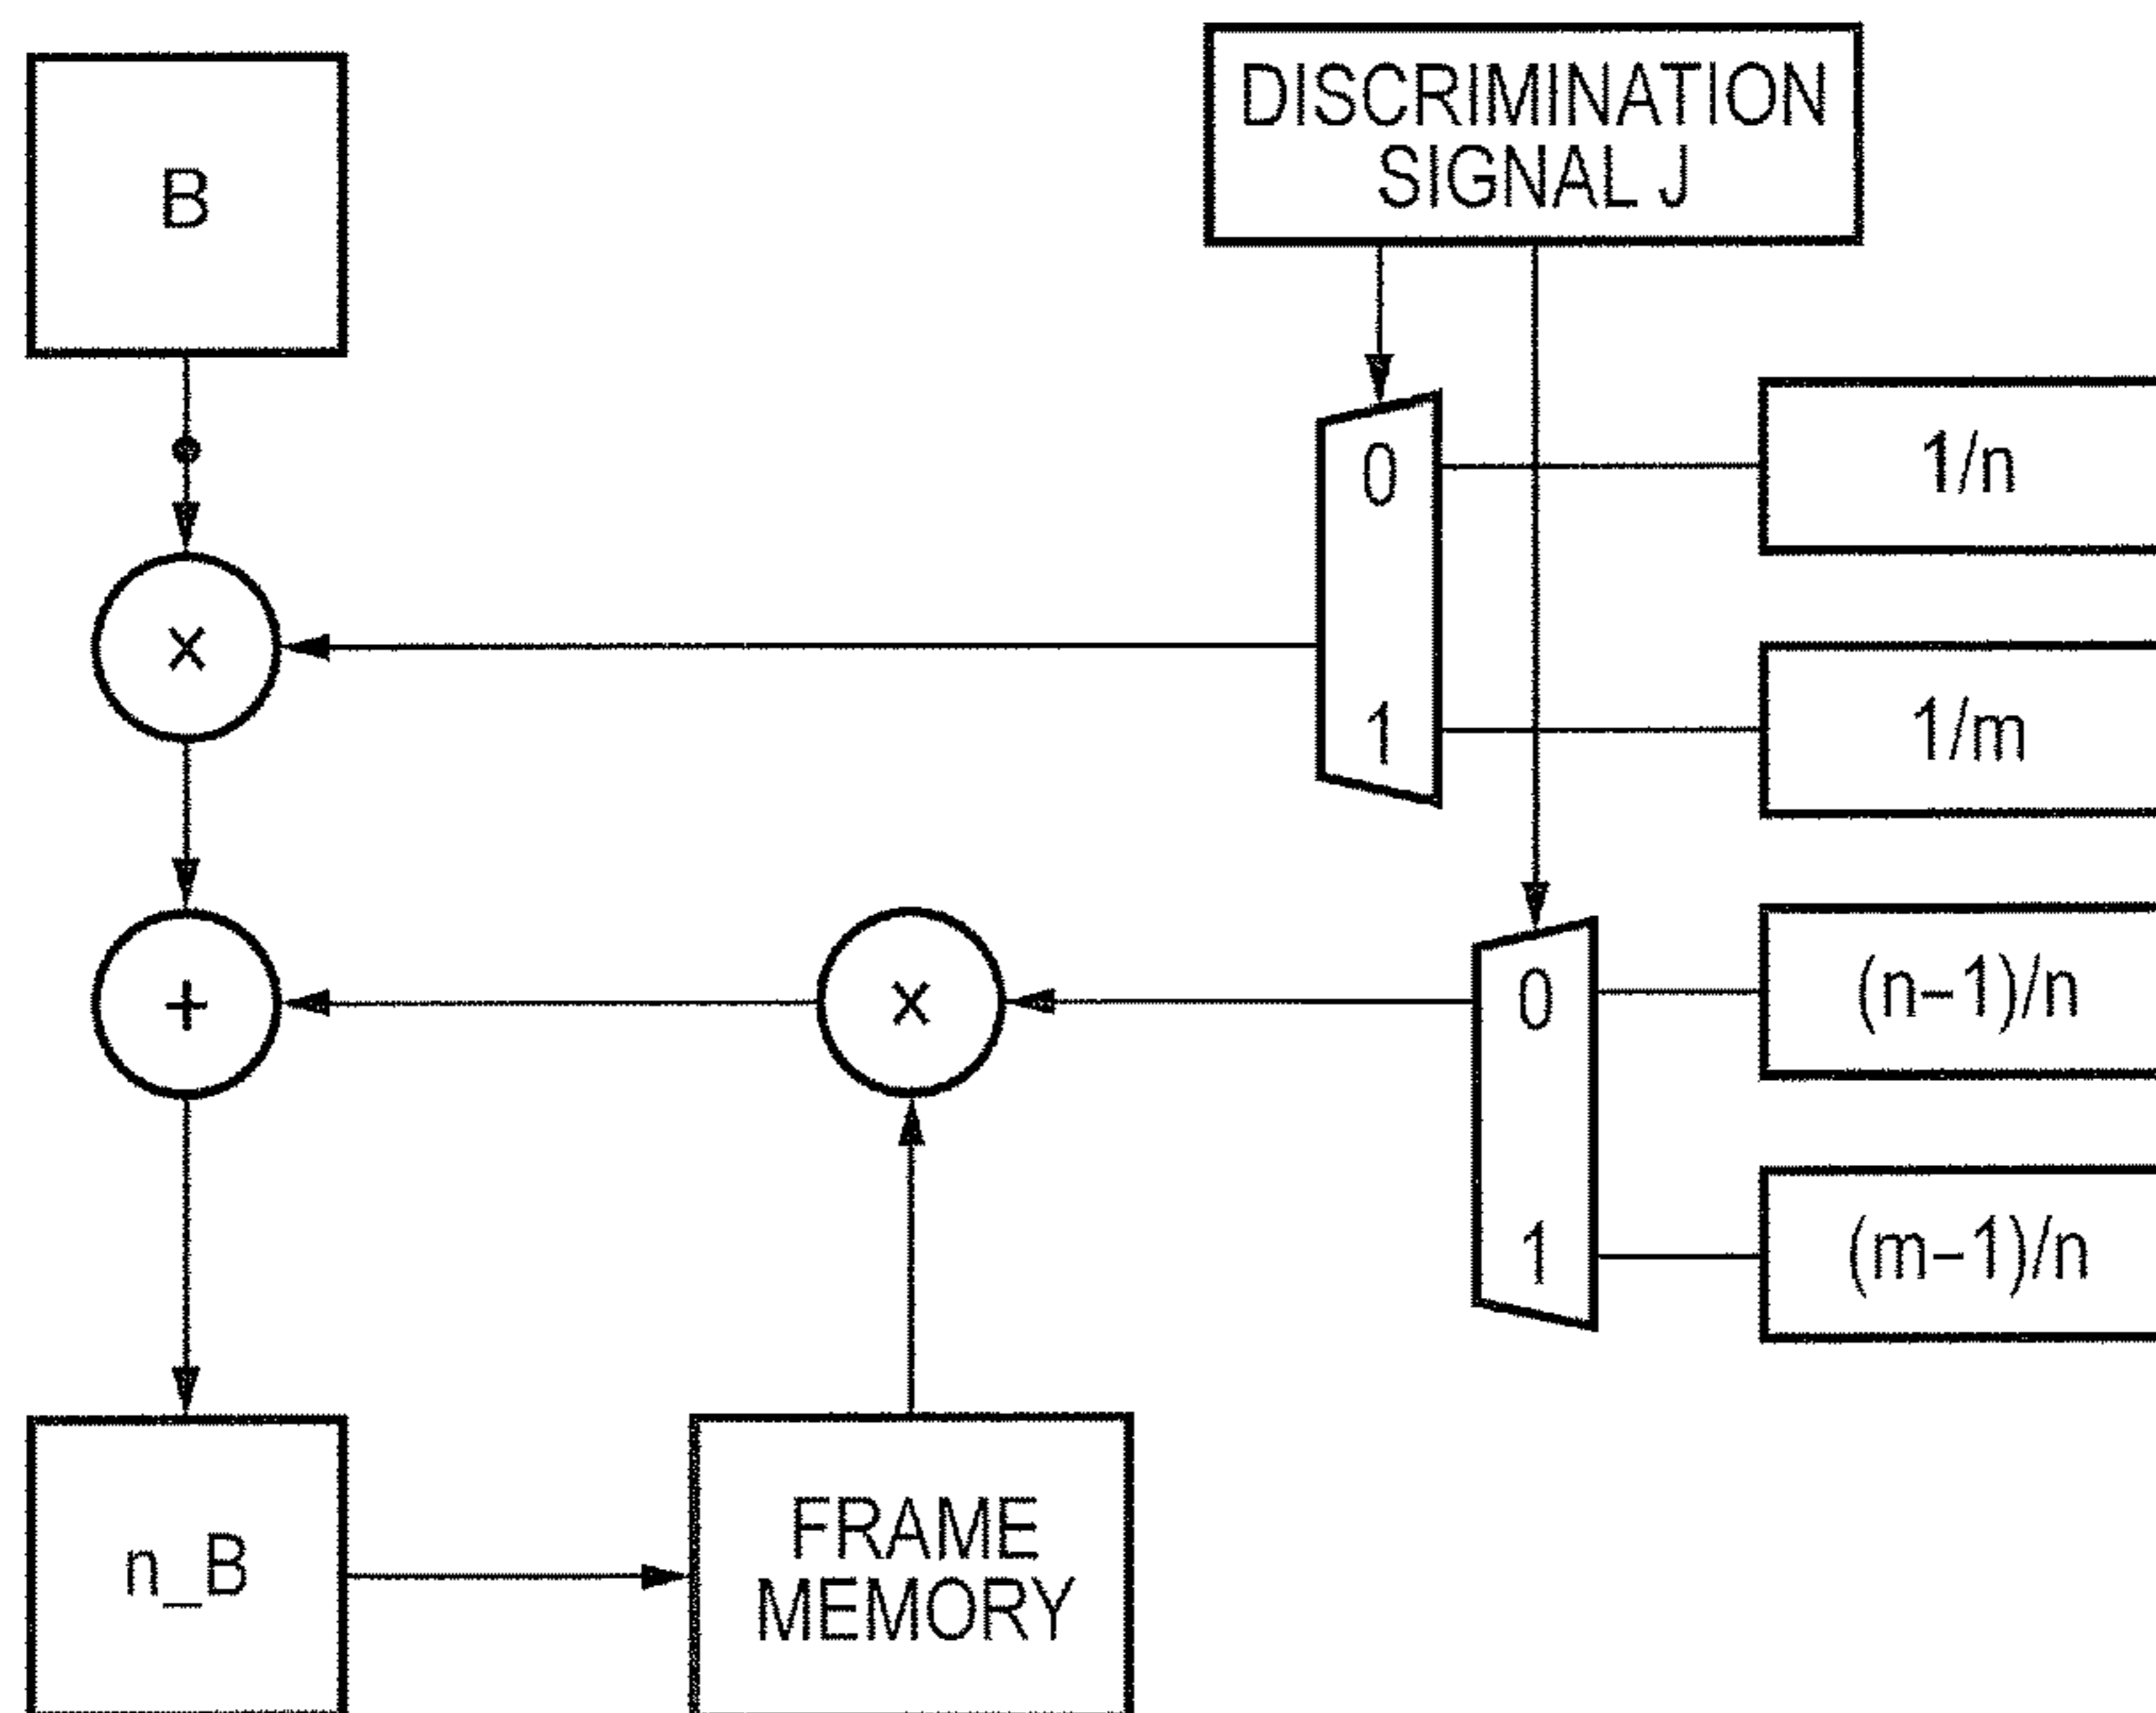 B
DISCRIMINATION
SIGNAL J
0
1/n
×
1
1/m
+
×
0
(n–1)/n
1
(m–1)/n
n_B
FRAME
MEMORY